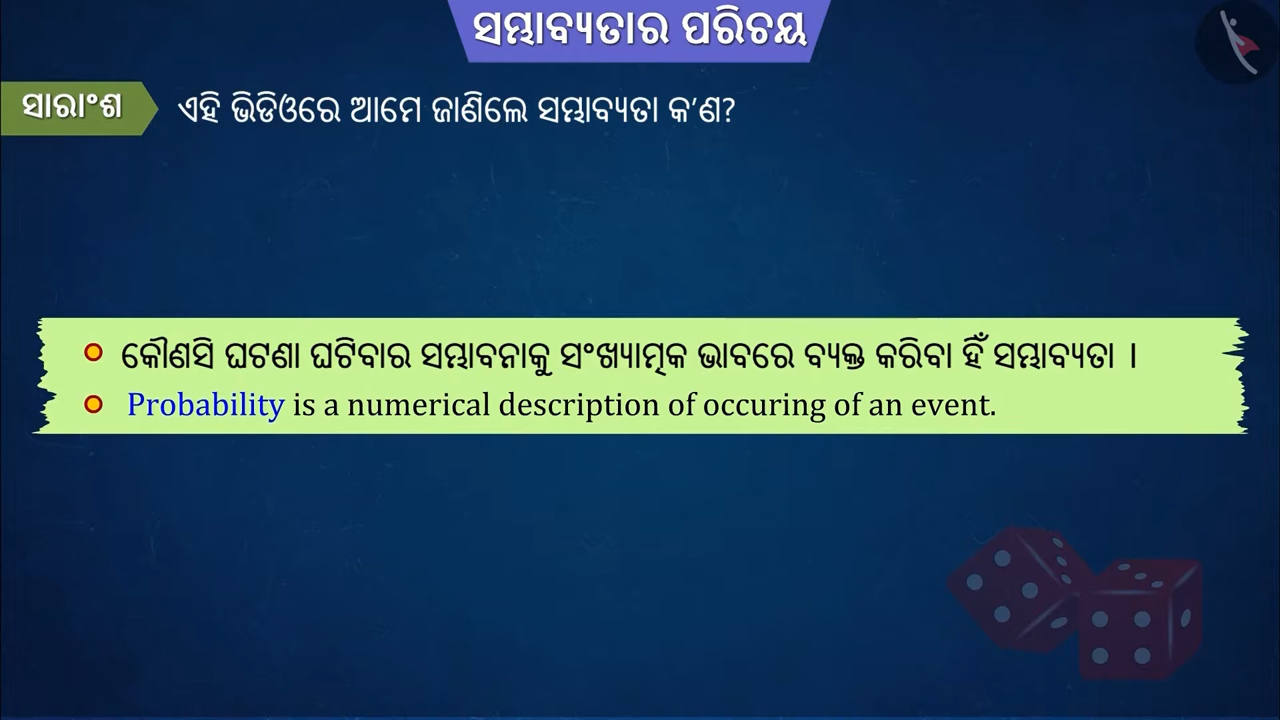 ସମ୍ଭାବ୍ୟତାର ପରିଚୟ
ସାରାଂଶ
ଏହି ଭିଡିଓରେ ଆମେ ଜାଣିଲେ ସମ୍ଭାବ୍ୟତା କ'ଣ?
କୌଣସି ଘଟଣା ଘଟିବାର ସମ୍ଭାବନାକୁ ସଂଖ୍ୟାତ୍ମକ ଭାବରେ ବ୍ୟକ୍ତ କରିବା ହିଁ ସମ୍ଭାବ୍ୟତା ।
Probability is a numerical description of occuring of an event.